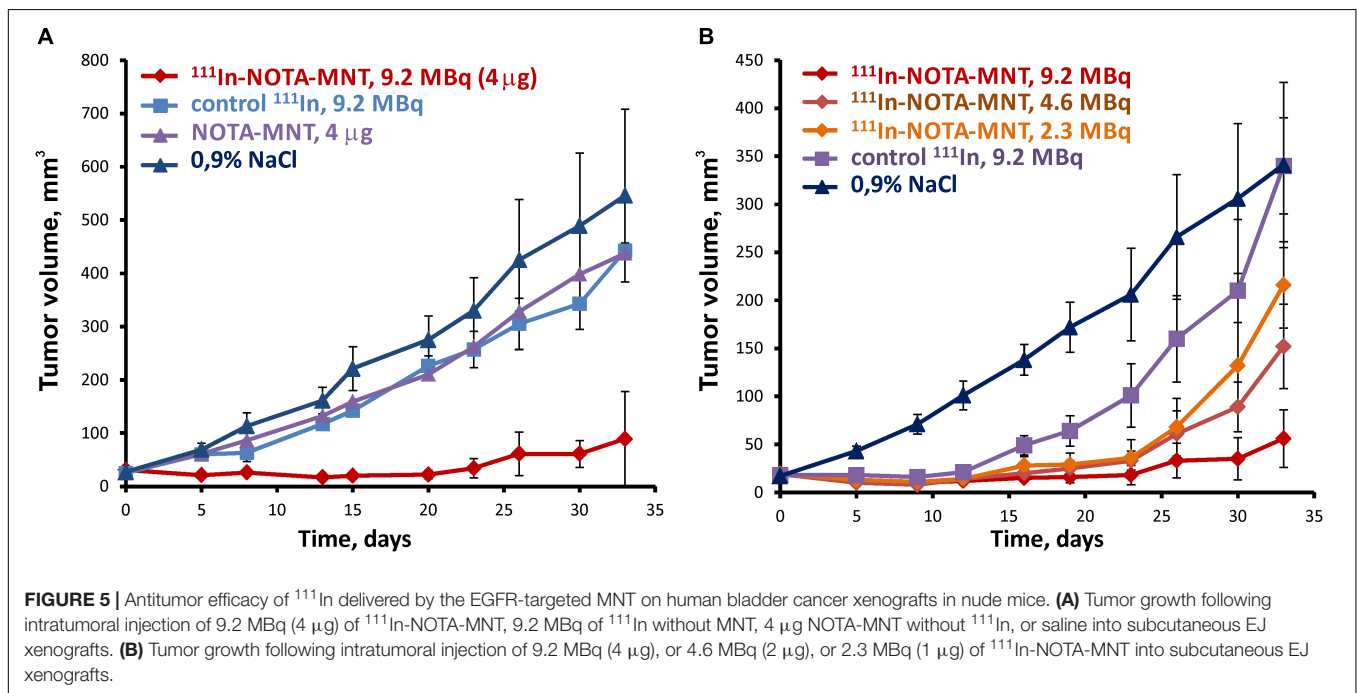 A
800
700
600
500
400
300
200
100
0
Tumor volume, mm³
¹¹¹In-NOTA-MNT, 9.2 MBq (4 μg)
control ¹¹¹In, 9.2 MBq
NOTA-MNT, 4 μg
0,9% NaCl
0 5 10 15 20 25 30 35
Time, days
B
450
400
350
300
250
200
150
100
50
0
Tumor volume, mm³
¹¹¹In-NOTA-MNT, 9.2 MBq
¹¹¹In-NOTA-MNT, 4.6 MBq
¹¹¹In-NOTA-MNT, 2.3 MBq
control ¹¹¹In, 9.2 MBq
0,9% NaCl
0 5 10 15 20 25 30 35
Time, days
FIGURE 5 | Antitumor efficacy of ¹¹¹In delivered by the EGFR-targeted MNT on human bladder cancer xenografts in nude mice. (A) Tumor growth following
intratumoral injection of 9.2 MBq (4 μg) of ¹¹¹In-NOTA-MNT, 9.2 MBq of ¹¹¹In without MNT, 4 μg NOTA-MNT without ¹¹¹In, or saline into subcutaneous EJ
xenografts. (B) Tumor growth following intratumoral injection of 9.2 MBq (4 μg), or 4.6 MBq (2 μg), or 2.3 MBq (1 μg) of ¹¹¹In-NOTA-MNT into subcutaneous EJ
xenografts.